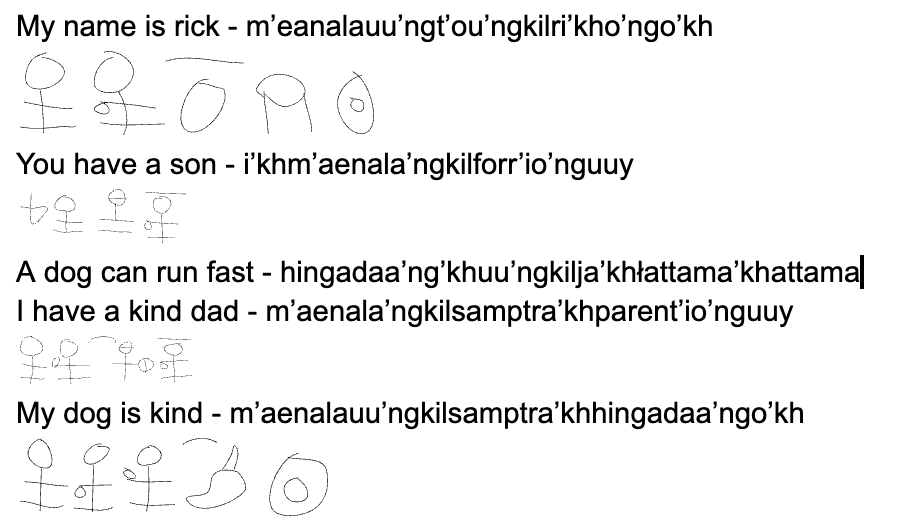 My name is rick - m’eanalauu’ngt’ou’ngkilri’kho’ngo’kh
You have a son - i’khm’aenala’ngkilforr’io’nguuy
A dog can run fast - hingadaa’ng’khuu’ngkilja’khłattama’khattama
I have a kind dad - m’aenala’ngkilsamptra’khparent’io’nguuy
My dog is kind - m’aenalauu’ngkilsamptra’khhingadaa’ngo’kh